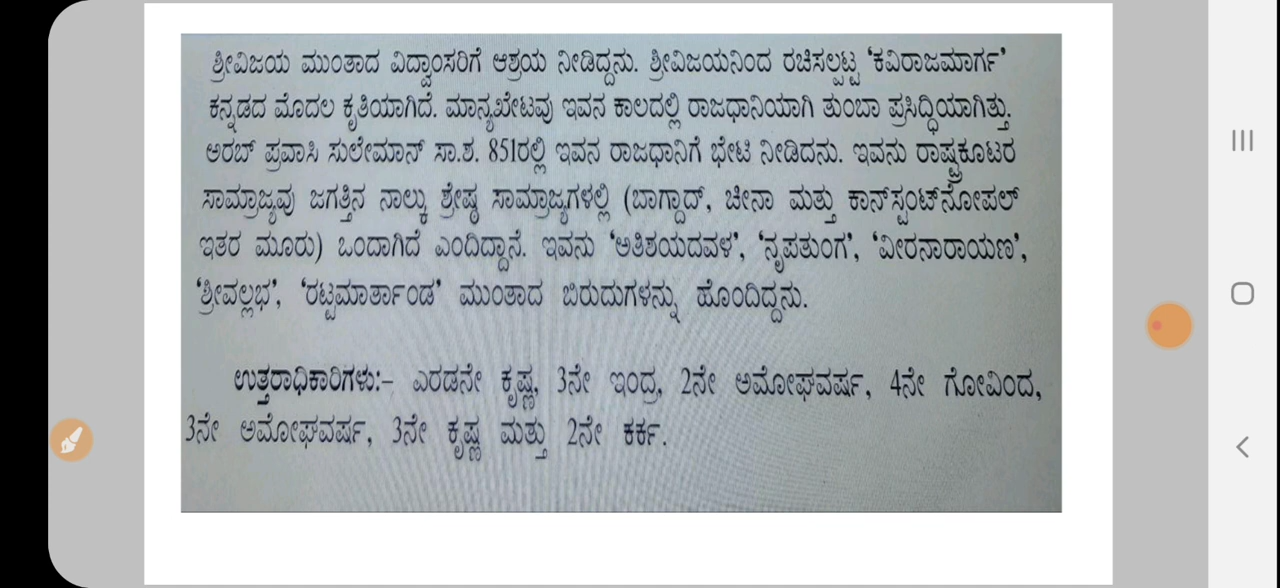 ಶ್ರೀವಿಜಯ ಮುಂತಾದ ವಿದ್ವಾಂಸರಿಗೆ ಆಶ್ರಯ ನೀಡಿದ್ದನು. ಶ್ರೀವಿಜಯನಿಂದ ರಚಿಸಲ್ಪಟ್ಟ ‘ಕವಿರಾಜಮಾರ್ಗ’
ಕನ್ನಡದ ಮೊದಲ ಕೃತಿಯಾಗಿದೆ. ಮಾನ್ಯಖೇಟವು ಇವನ ಕಾಲದಲ್ಲಿ ರಾಜಧಾನಿಯಾಗಿ ತುಂಬಾ ಪ್ರಸಿದ್ಧಿಯಾಗಿತ್ತು.
ಅರಬ್ ಪ್ರವಾಸಿ ಸುಲೇಮಾನ್ ಸಾ.ಶ. 851ರಲ್ಲಿ ಇವನ ರಾಜಧಾನಿಗೆ ಭೇಟಿ ನೀಡಿದನು. ಇವನು ರಾಷ್ಟ್ರಕೂಟರ
ಸಾಮ್ರಾಜ್ಯವು ಜಗತ್ತಿನ ನಾಲ್ಕು ಶ್ರೇಷ್ಠ ಸಾಮ್ರಾಜ್ಯಗಳಲ್ಲಿ (ಬಾಗ್ದಾದ್, ಚೀನಾ ಮತ್ತು ಕಾನ್‌ಸ್ಟಂಟ್‌ನೋಪಲ್
ಇತರ ಮೂರು) ಒಂದಾಗಿದೆ ಎಂದಿದ್ದಾನೆ. ಇವನು ‘ಅತಿಶಯದವಳ’, ‘ನೃಪತುಂಗ’, ‘ವೀರನಾರಾಯಣ’,
‘ಶ್ರೀವಲ್ಲಭ’, ‘ರಟ್ಟಮಾರ್ತಾಂಡ’ ಮುಂತಾದ ಬಿರುದುಗಳನ್ನು ಹೊಂದಿದ್ದನು.
ಉತ್ತರಾಧಿಕಾರಿಗಳು:– ಎರಡನೇ ಕೃಷ್ಣ, 3ನೇ ಇಂದ್ರ, 2ನೇ ಅಮೋಘವರ್ಷ, 4ನೇ ಗೋವಿಂದ,
3ನೇ ಅಮೋಘವರ್ಷ, 3ನೇ ಕೃಷ್ಣ ಮತ್ತು 2ನೇ ಕರ್ಕ.